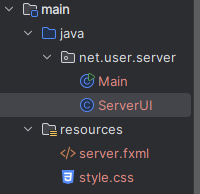 main
java
net.user.server
Main
ServerUI
resources
server.fxml
style.css